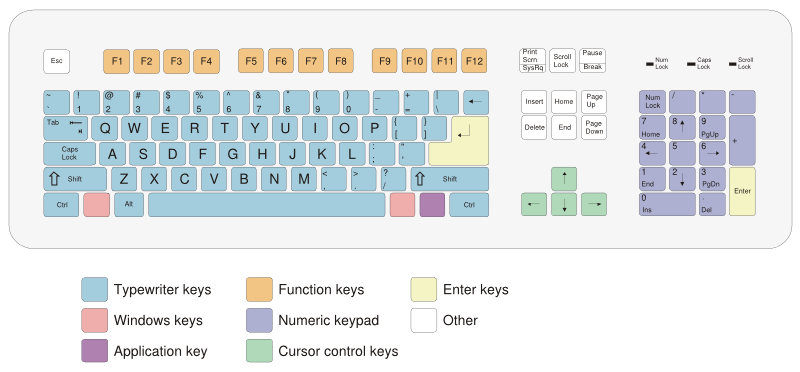 Esc F1 F2 F3 F4 F5 F6 F7 F8 F9 F10 F11 F12 Print Scrn SysRq Scroll Lock Pause Break Num Lock Caps Lock Scroll Lock
~ ` ! 1 @ 2 # 3 $ 4 % 5 ^ 6 & 7 * 8 ( 9 ) 0 _ - + = | \ Insert Home Page Up Num Lock / * -
Tab Q W E R T Y U I O P { [ } ] Delete End Page Down 7 Home 8 9 PgUp +
Caps Lock A S D F G H J K L : ; " ' 4 5 6
Shift Z X C V B N M < , > . ? / Shift 1 End 2 3 PgDn Enter
Ctrl Alt Ctrl 0 Ins . Del
Typewriter keys Function keys Enter keys
Windows keys Numeric keypad Other
Application key Cursor control keys